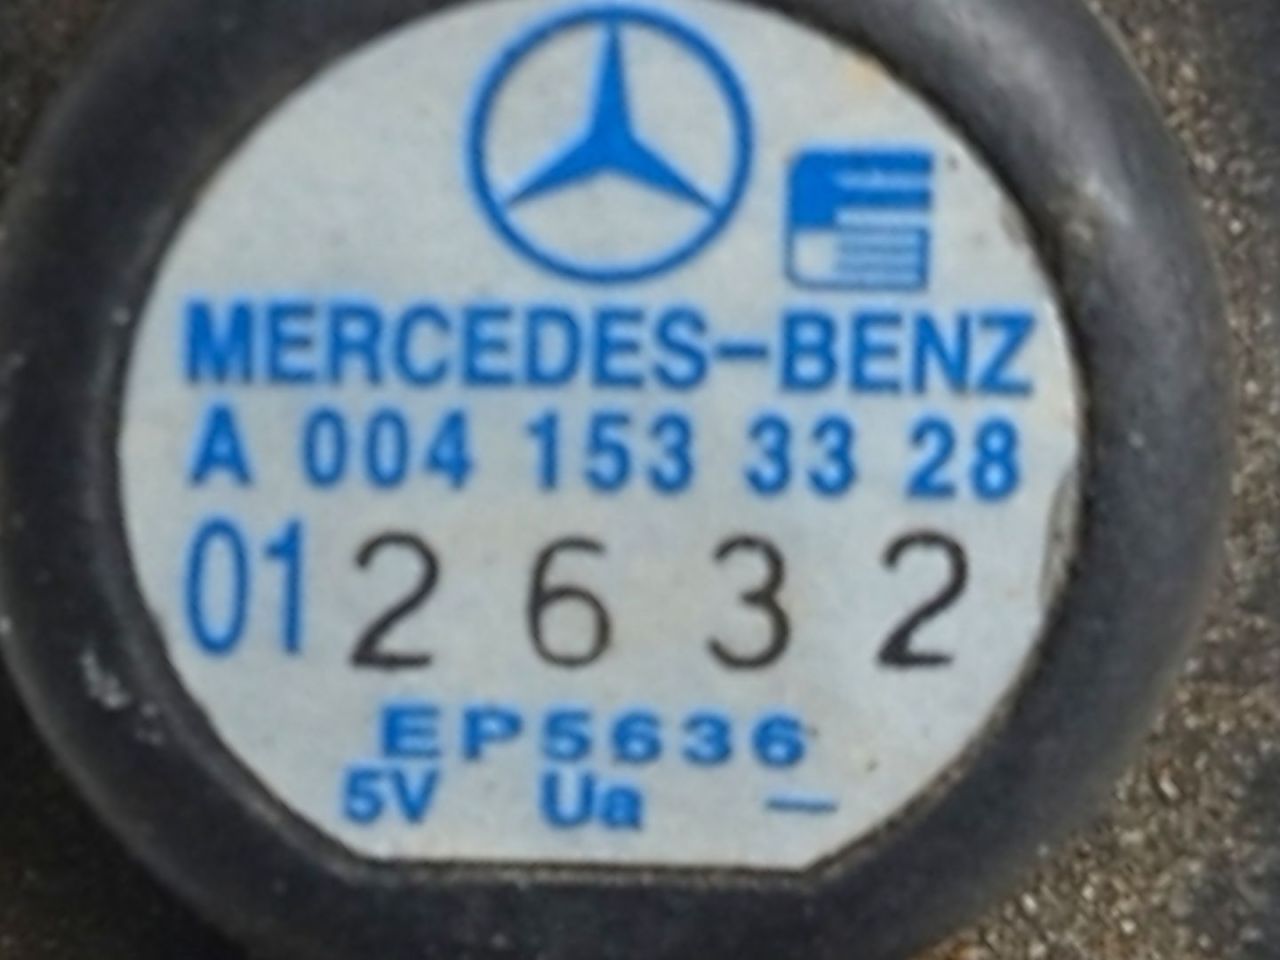 MERCEDES-BENZ
A 004 153 33 28
01 2 6 3 2
EP5636
5V Ua —